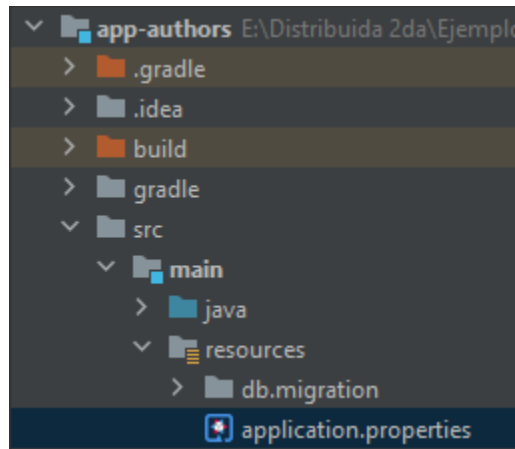 app-authors E:\Distribuida 2da\Ejemplo
.gradle
.idea
build
gradle
src
main
java
resources
db.migration
application.properties